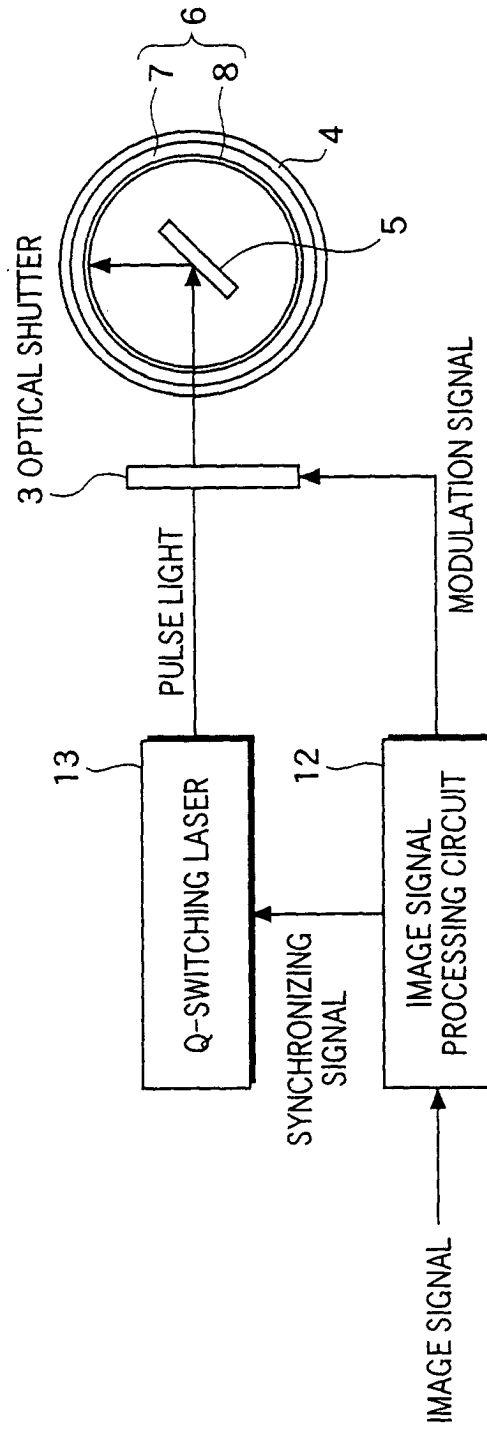 IMAGE SIGNAL
12
IMAGE SIGNAL
PROCESSING CIRCUIT
SYNCHRONIZING
SIGNAL
13
Q-SWITCHING LASER
PULSE LIGHT
MODULATION SIGNAL
3 OPTICAL SHUTTER
6
7
8
4
5